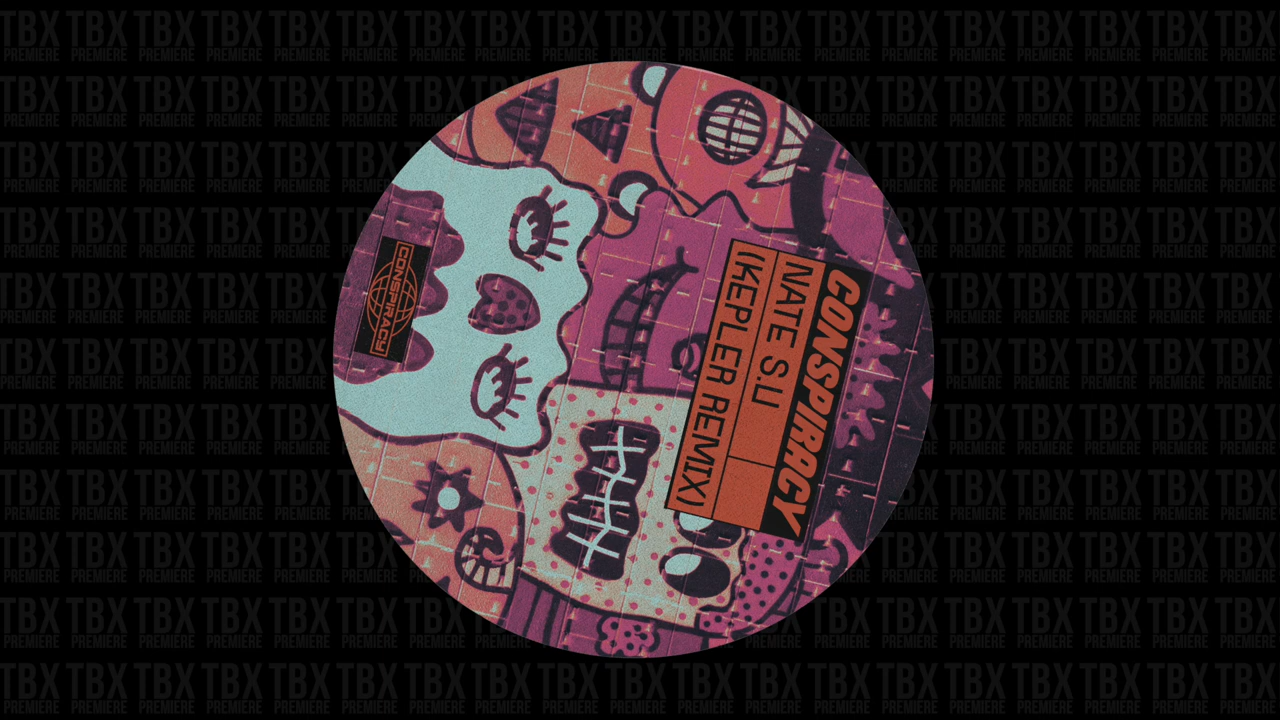 CONSPIRACY
NATE S.U
(KEPLER REMIX)
CONSPIRACY
TBX
PREMIERE